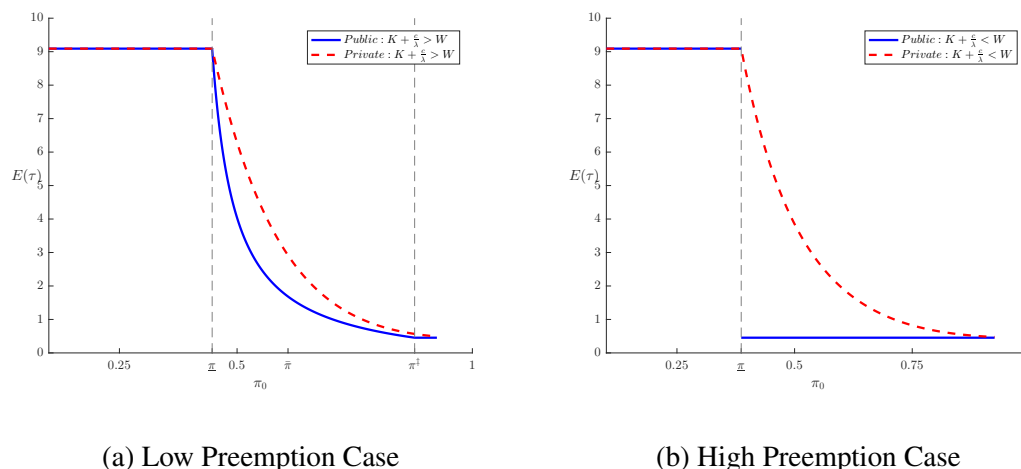 10
9
8
7
6
5
4
3
2
1
0
E(τ)
0.25
π
0.5
π̄
π†
1
π₀
Public : K + c/λ > W
Private : K + c/λ > W
(a) Low Preemption Case
10
9
8
7
6
5
4
3
2
1
0
E(τ)
0.25
π
0.5
0.75
π₀
Public : K + c/λ < W
Private : K + c/λ < W
(b) High Preemption Case